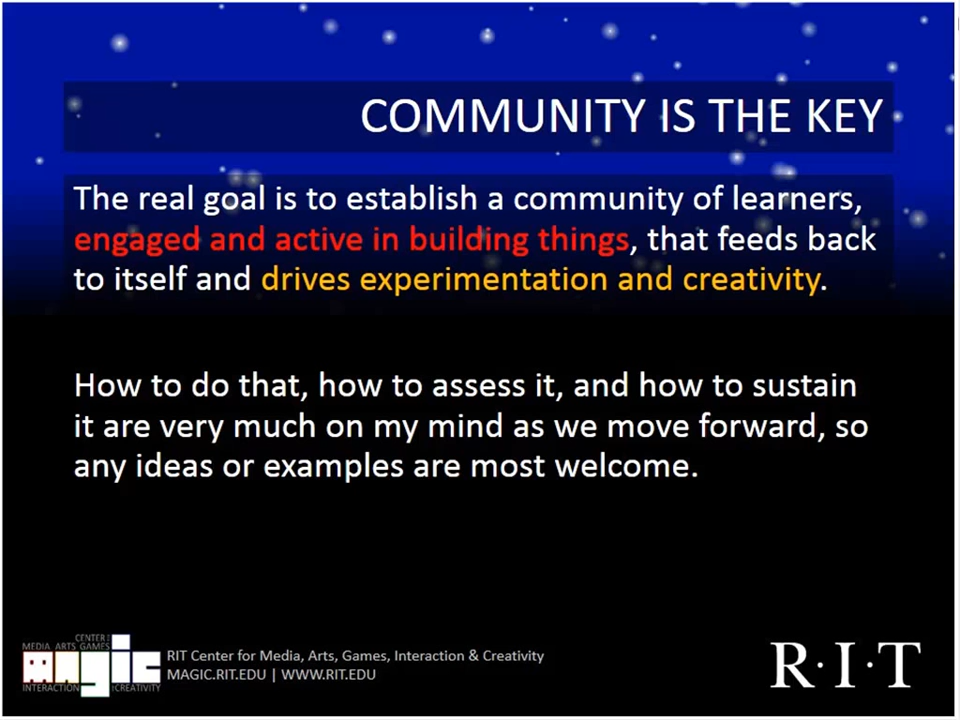 COMMUNITY IS THE KEY
The real goal is to establish a community of learners,
engaged and active in building things, that feeds back
to itself and drives experimentation and creativity.
How to do that, how to assess it, and how to sustain
it are very much on my mind as we move forward, so
any ideas or examples are most welcome.
CENTER for
MEDIA ARTS GAMES
magic
INTERACTION and CREATIVITY
RIT Center for Media, Arts, Games, Interaction & Creativity
MAGIC.RIT.EDU | WWW.RIT.EDU
R·I·T